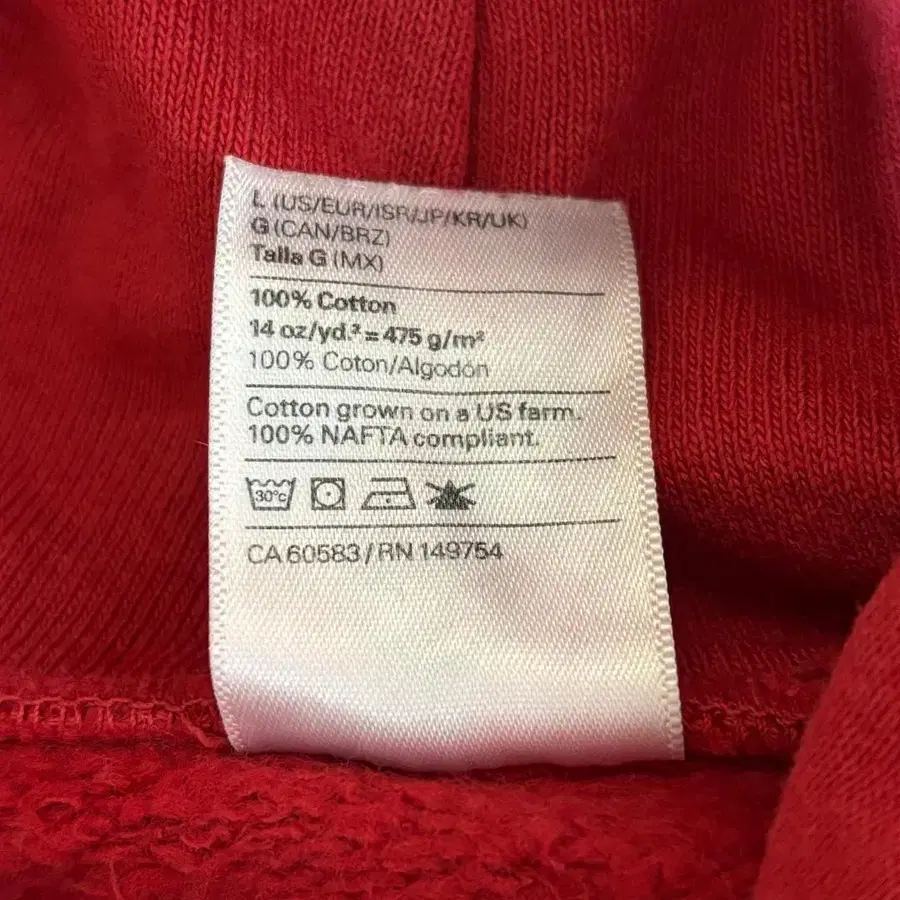 L (US/EUR/ISR/JP/KR/UK)
G (CAN/BRZ)
Talla G (MX)
100% Cotton
14 oz/yd.² = 475 g/m²
100% Coton/Algodón
Cotton grown on a US farm.
100% NAFTA compliant.
30°c
CA 60583 / RN 149754